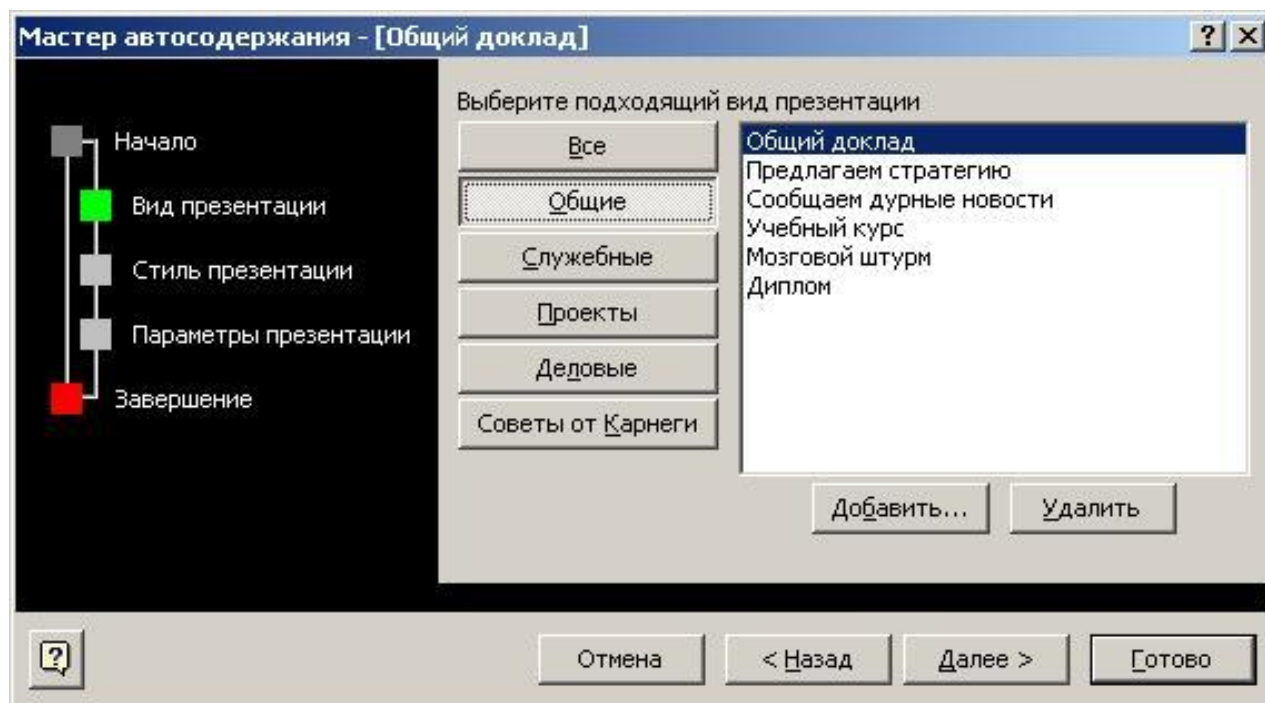 Мастер автосодержания - [Общий доклад]
Начало
Вид презентации
Стиль презентации
Параметры презентации
Завершение
Выберите подходящий вид презентации
Все
Общие
Служебные
Проекты
Деловые
Советы от Карнеги
Общий доклад
Предлагаем стратегию
Сообщаем дурные новости
Учебный курс
Мозговой штурм
Диплом
Добавить...
Удалить
Отмена
< Назад
Далее >
Готово